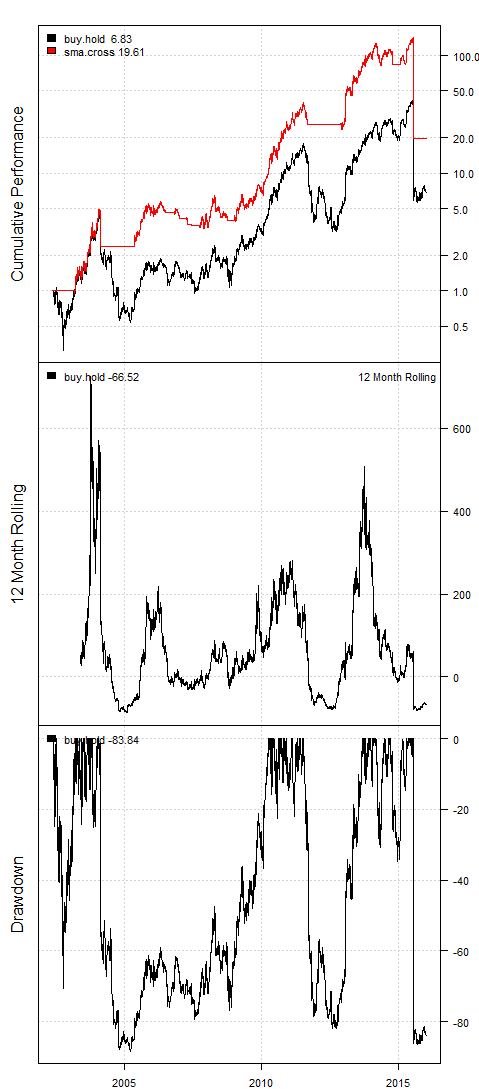 buy.hold 6.83
sma.cross 19.61
Cumulative Performance
100.0
50.0
20.0
10.0
5.0
2.0
1.0
0.5
buy.hold -66.52
12 Month Rolling
12 Month Rolling
600
400
200
0
buy.hold -83.84
Drawdown
0
-20
-40
-60
-80
2005
2010
2015